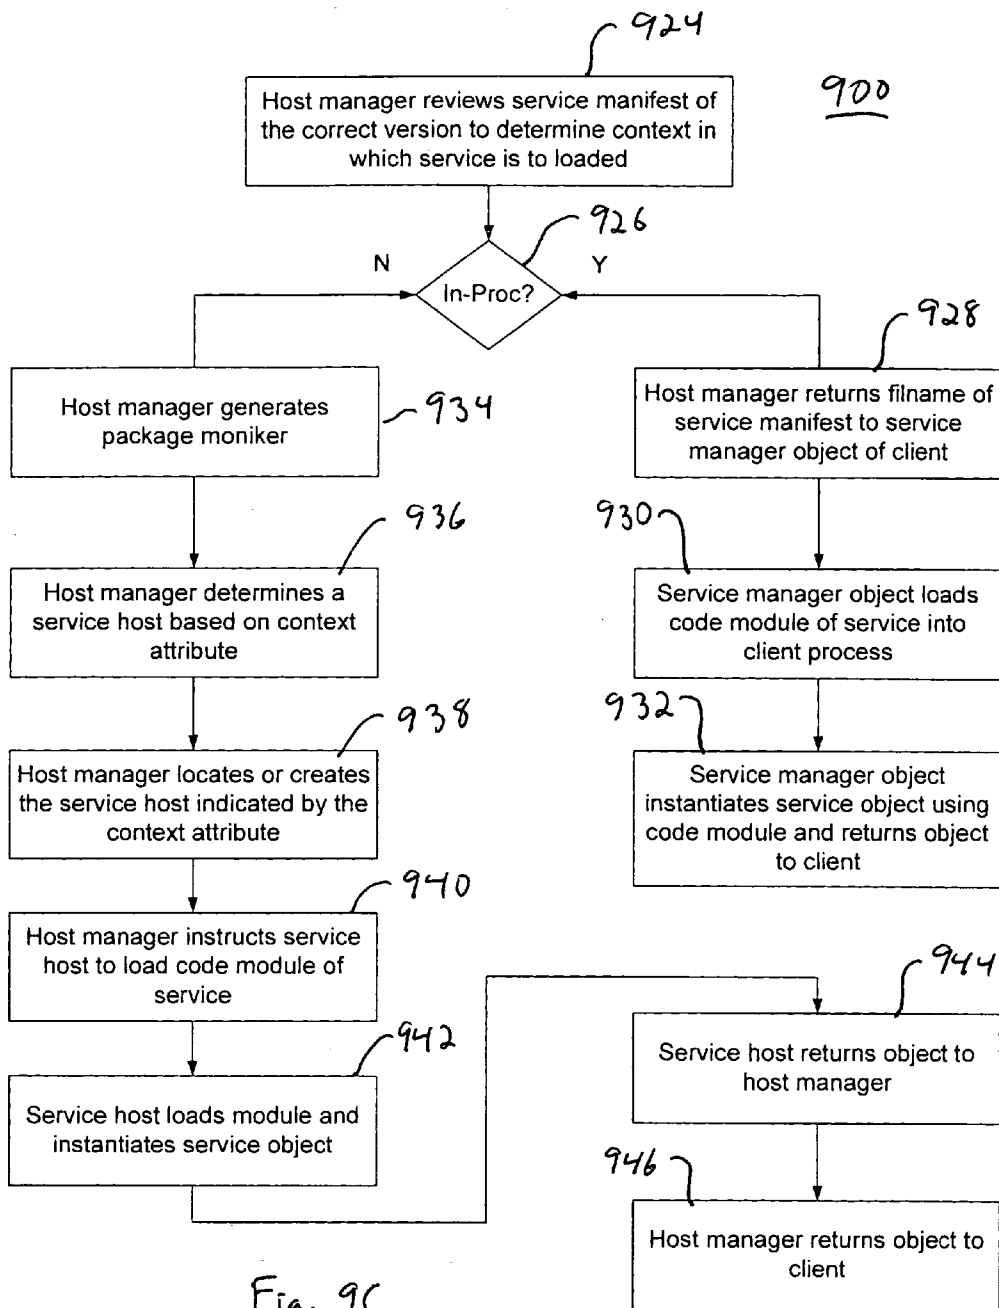 924
900
Host manager reviews service manifest of
the correct version to determine context in
which service is to loaded
926
N
Y
In-Proc?
928
Host manager generates
package moniker
934
Host manager returns filname of
service manifest to service
manager object of client
936
930
Host manager determines a
service host based on context
attribute
Service manager object loads
code module of service into
client process
938
932
Host manager locates or creates
the service host indicated by the
context attribute
Service manager object
instantiates service object using
code module and returns object
to client
940
Host manager instructs service
host to load code module of
service
944
942
Service host returns object to
host manager
Service host loads module and
instantiates service object
946
Host manager returns object to
client
Fig. 9C